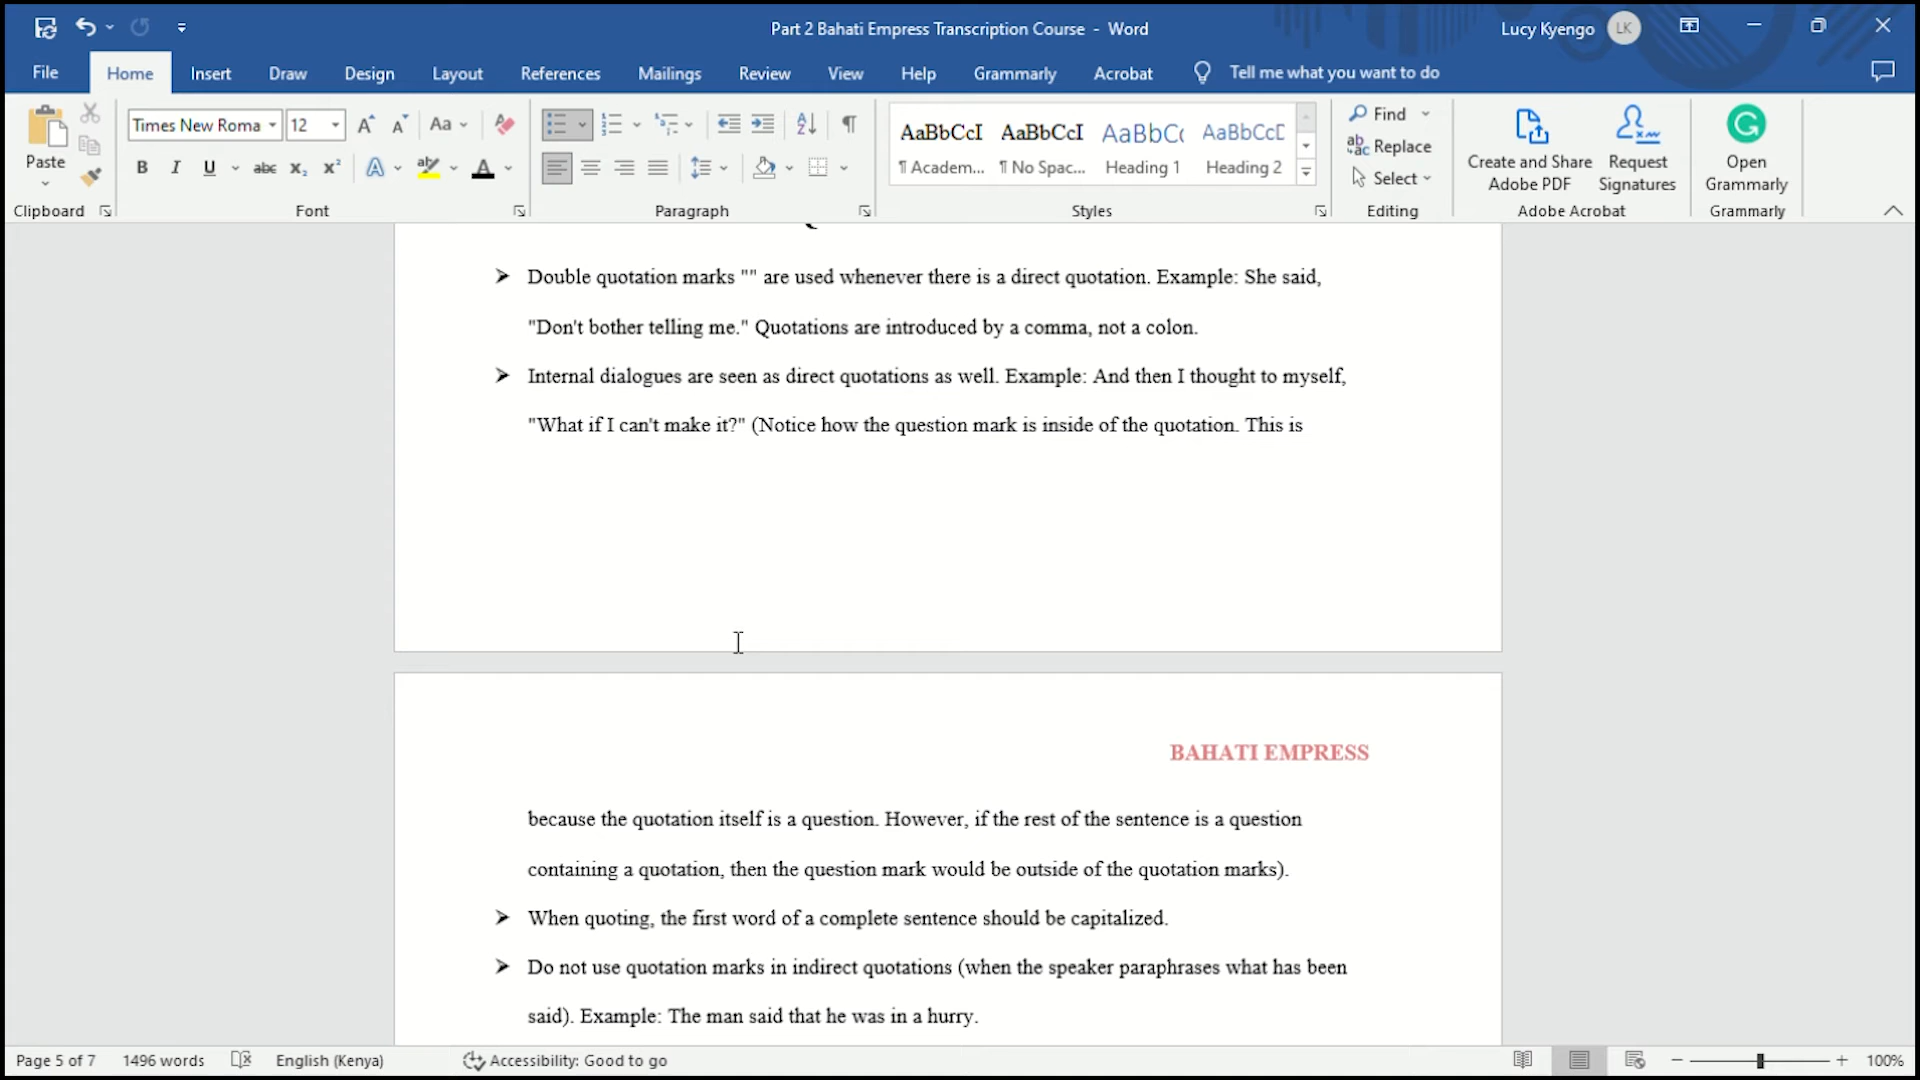 Part 2 Bahati Empress Transcription Course - Word
Lucy Kyengo LK
File Home Insert Draw Design Layout References Mailings Review View Help Grammarly Acrobat Tell me what you want to do
Paste
Clipboard
Times New Roma 12
Aa
B I U abc x₂ x²
A A
Font
Paragraph
AaBbCcI AaBbCcI AaBbC AaBbCcD
¶ Academ... ¶ No Spac... Heading 1 Heading 2
Styles
Find
Replace
Select
Editing
Create and Share
Adobe PDF
Request
Signatures
Adobe Acrobat
Open
Grammarly
Grammarly
➢ Double quotation marks "" are used whenever there is a direct quotation. Example: She said,
"Don't bother telling me." Quotations are introduced by a comma, not a colon.
➢ Internal dialogues are seen as direct quotations as well. Example: And then I thought to myself,
"What if I can't make it?" (Notice how the question mark is inside of the quotation. This is
BAHATI EMPRESS
because the quotation itself is a question. However, if the rest of the sentence is a question
containing a quotation, then the question mark would be outside of the quotation marks).
➢ When quoting, the first word of a complete sentence should be capitalized.
➢ Do not use quotation marks in indirect quotations (when the speaker paraphrases what has been
said). Example: The man said that he was in a hurry.
Page 5 of 7 1496 words English (Kenya) Accessibility: Good to go 100%